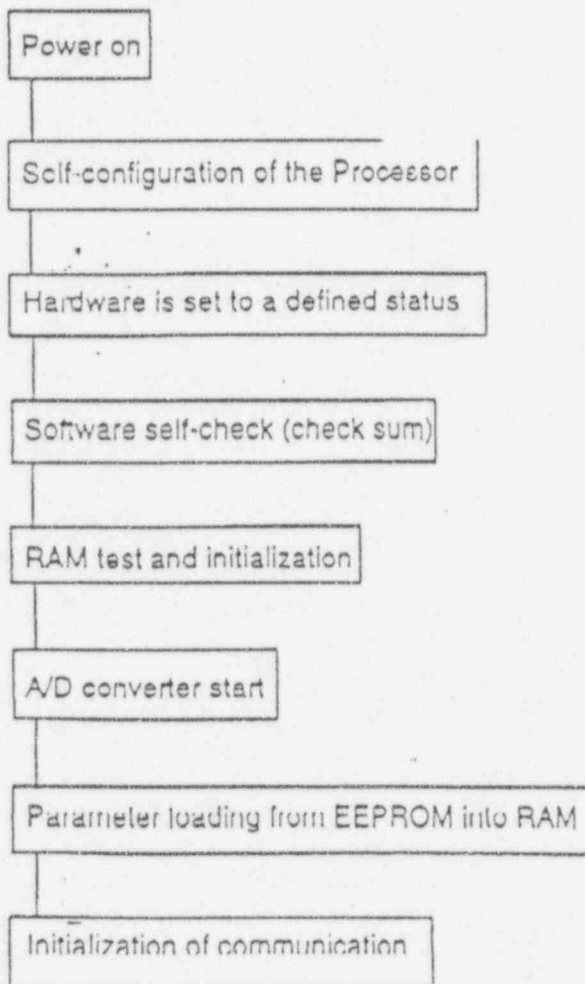 Power on
Self-configuration of the Processor
Hardware is set to a defined status
Software self-check (check sum)
RAM test and initialization
A/D converter start
Parameter loading from EEPROM into RAM
Initialization of communication